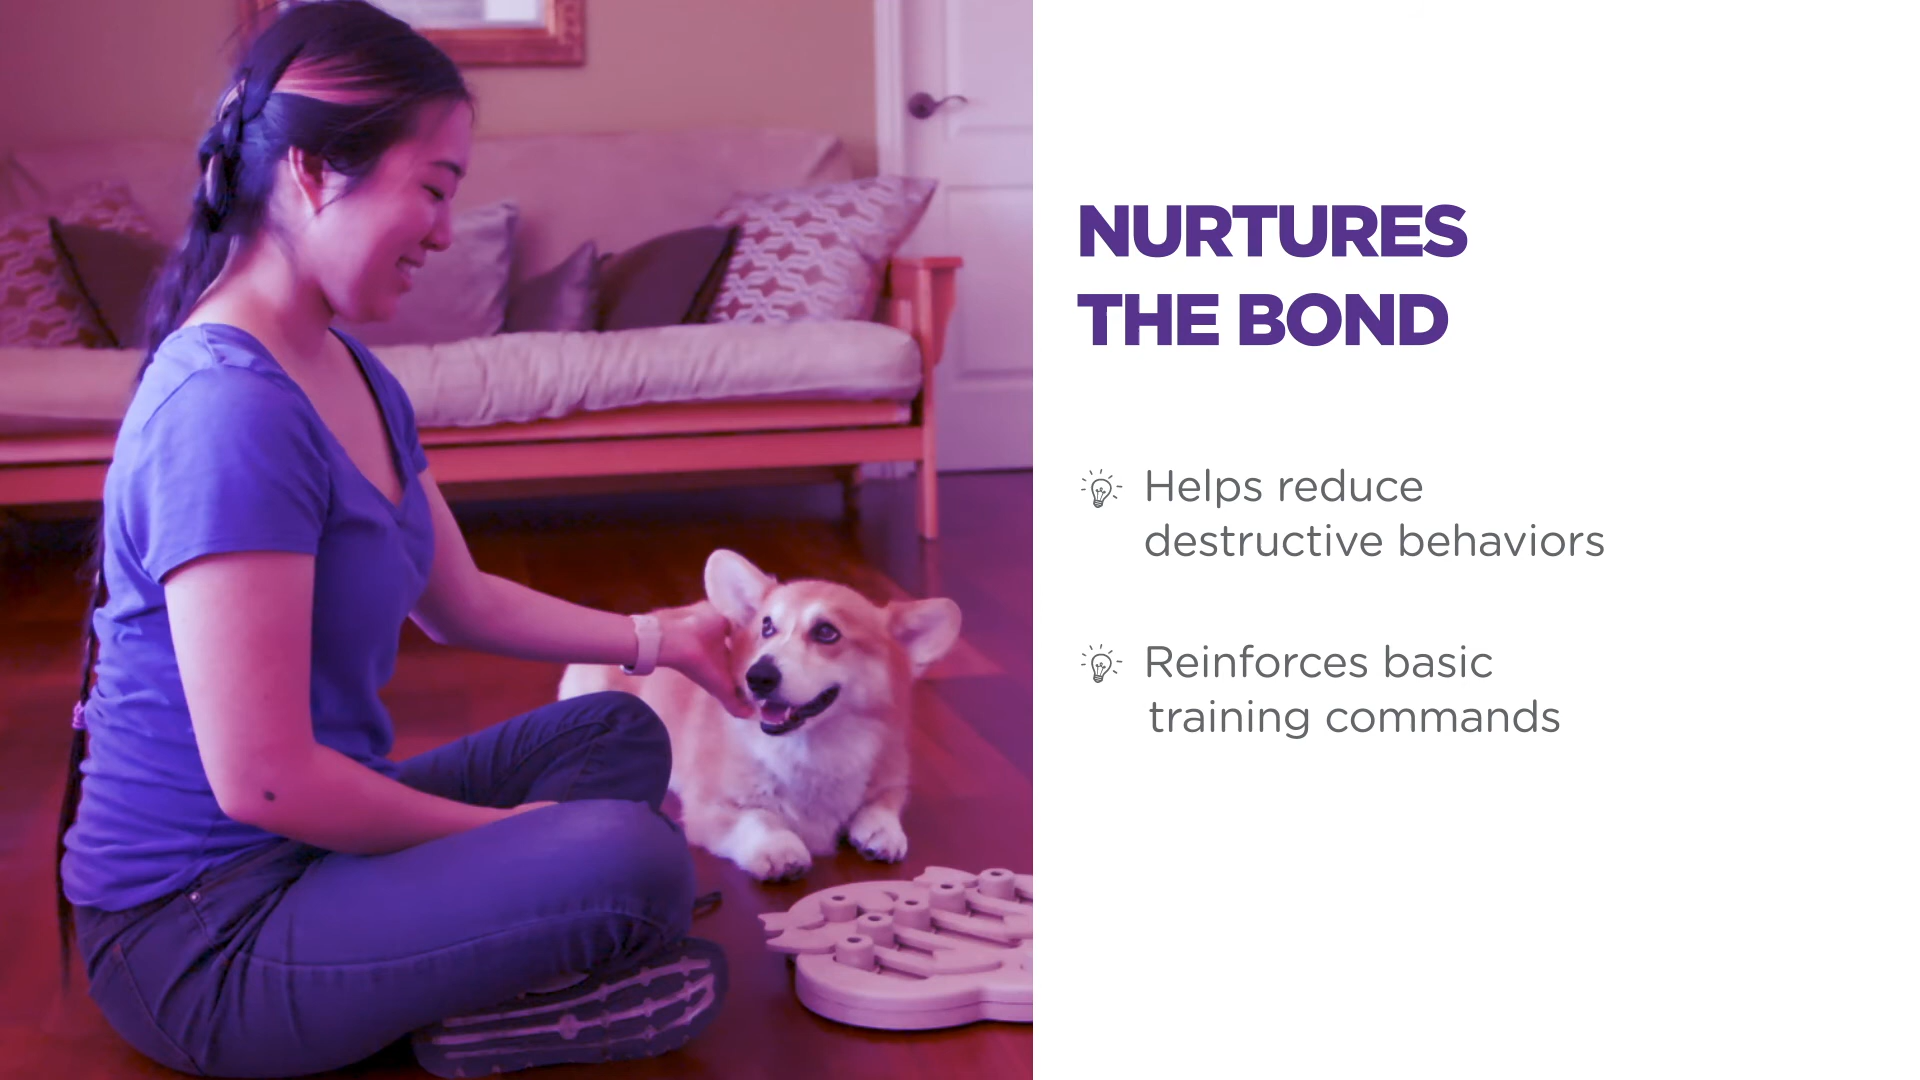 NURTURES
THE BOND
Helps reduce
destructive behaviors
Reinforces basic
training commands